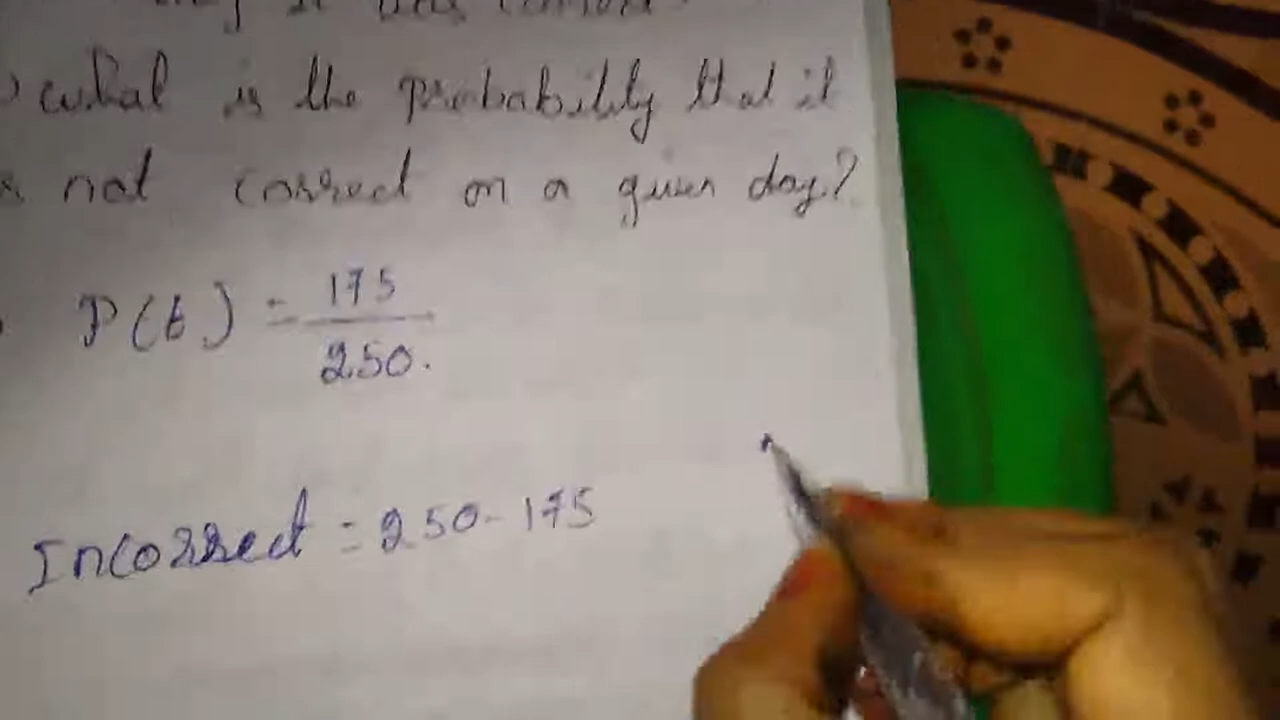 what is the probability that it
not correct on a given day?
P(E) = 175
250.
Incorrect = 250-175